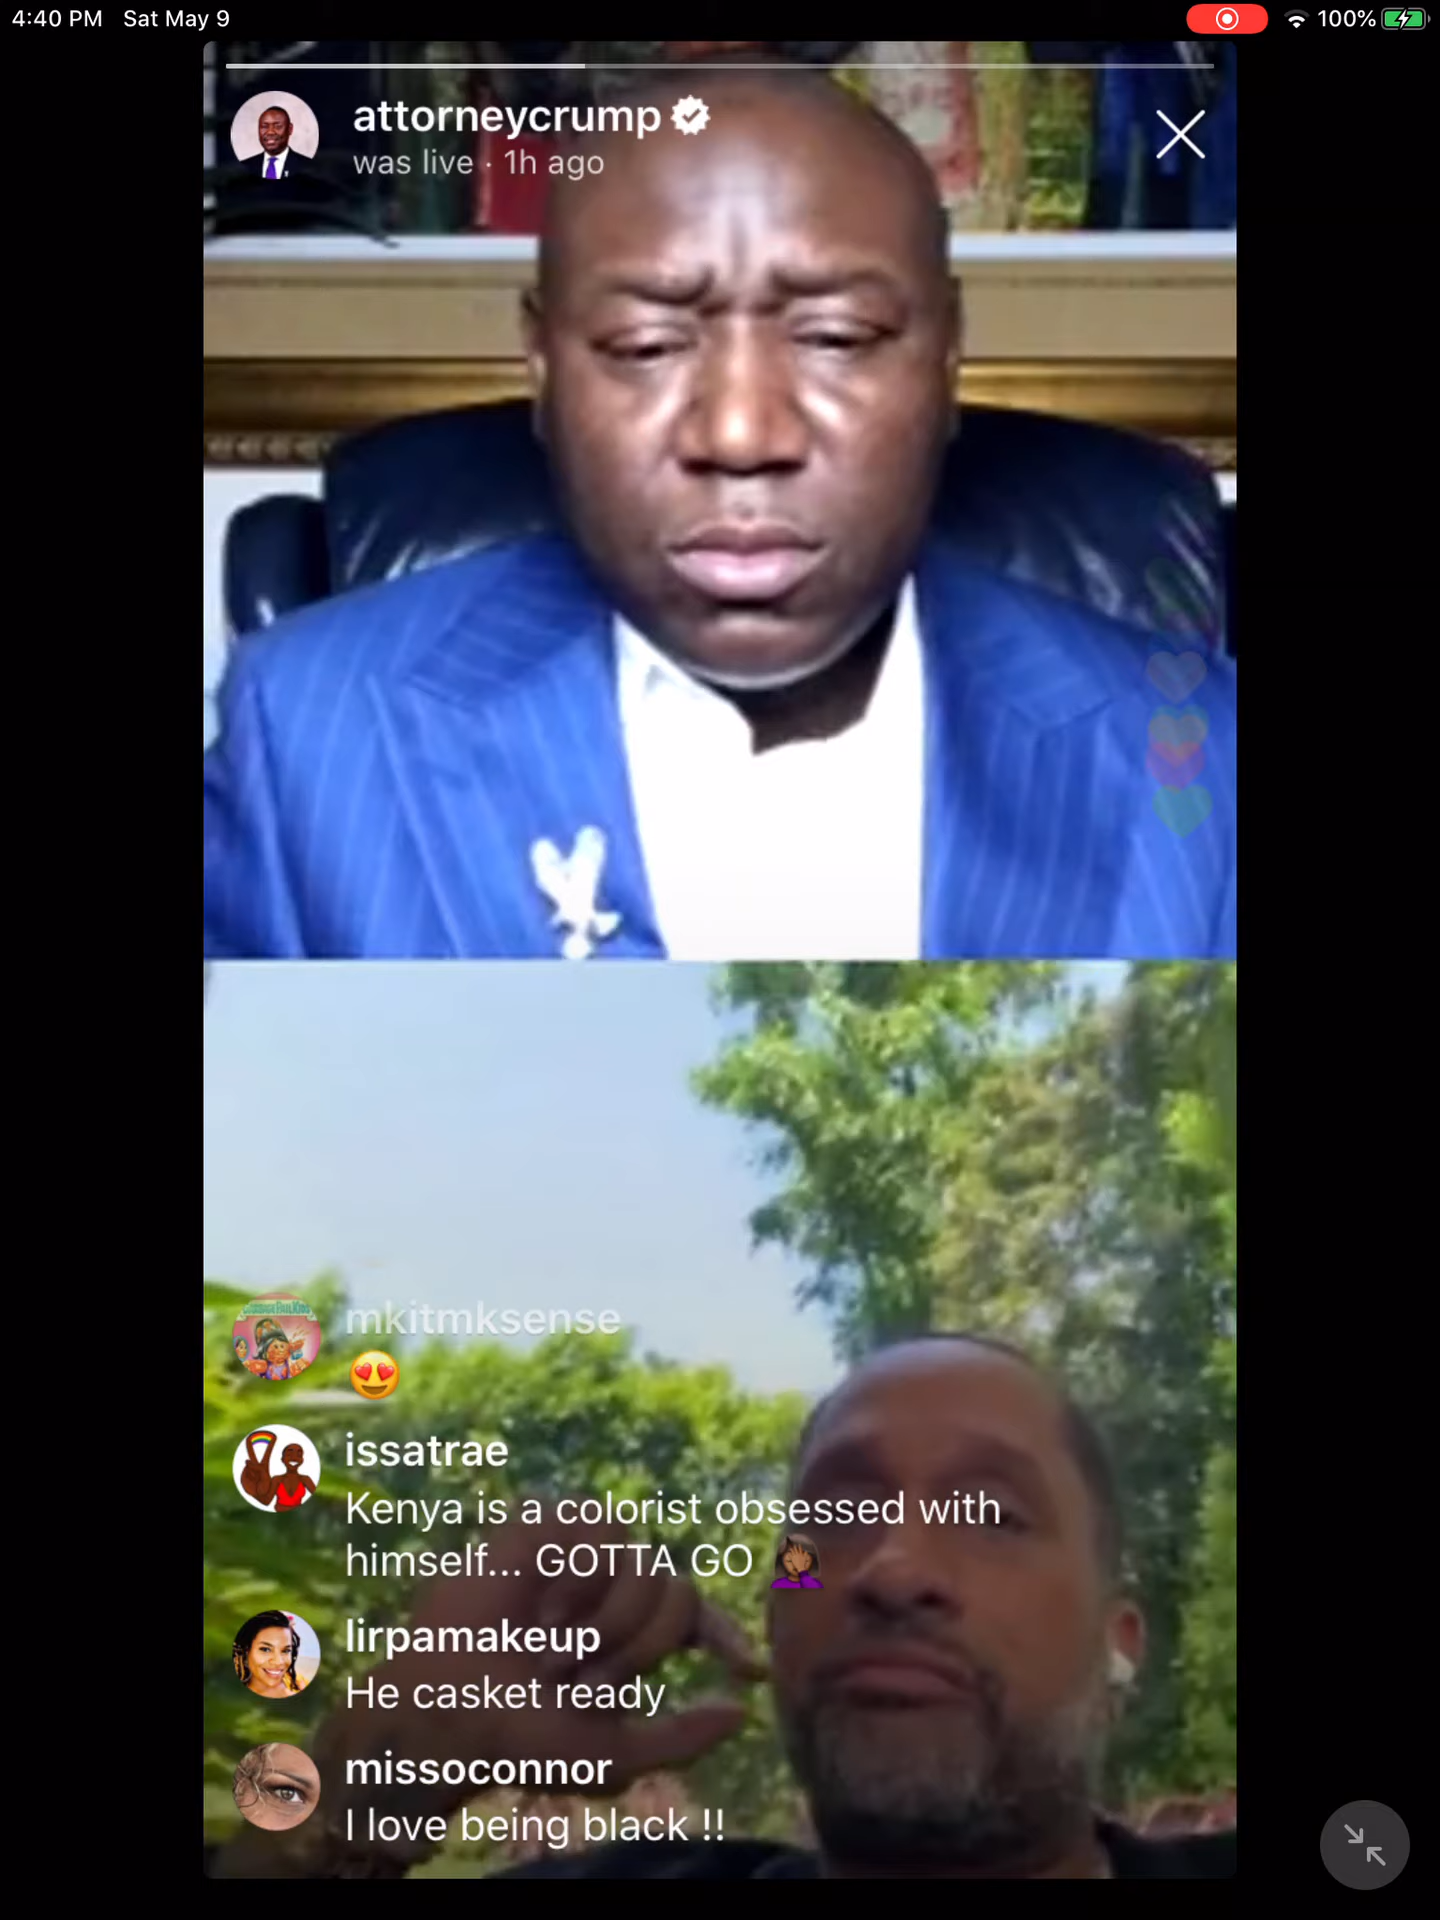 4:40 PM Sat May 9
100%
attorneycrump
was live · 1h ago
mkitmksense
😍
issatrae
Kenya is a colorist obsessed with
himself... GOTTA GO 🤦🏾‍♀️
lirpamakeup
He casket ready
missoconnor
I love being black !!